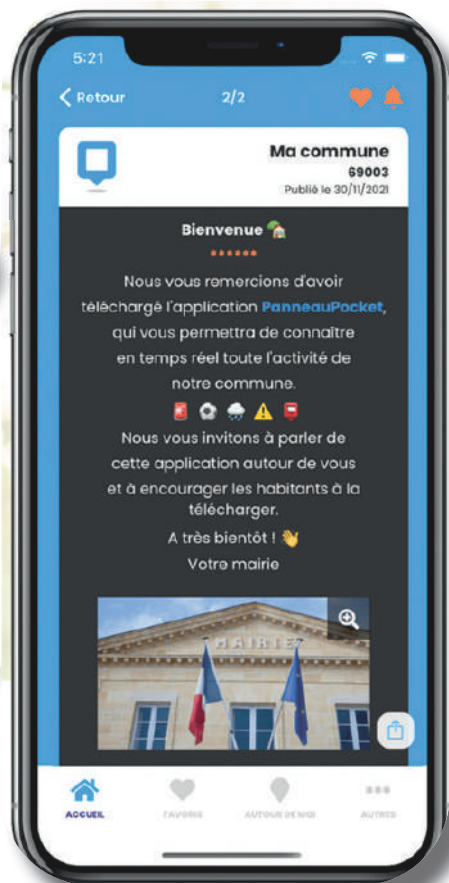 5:21
Retour
2/2
Ma commune
69003
Publié le 30/11/2021
Bienvenue
Nous vous remercions d'avoir
téléchargé l'application PanneauPocket,
qui vous permettra de connaître
en temps réel toute l'activité de
notre commune.
Nous vous invitons à parler de
cette application autour de vous
et à encourager les habitants à la
télécharger.
A très bientôt !
Votre mairie
MAIRIE
ACCUEIL FAVORIS AUTOUR DE MOI AUTRES